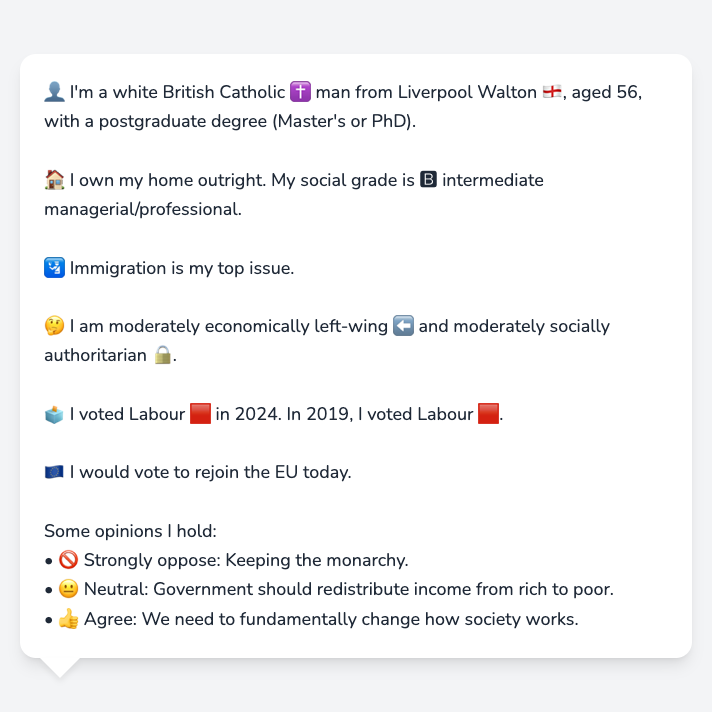 👤 I'm a white British Catholic ✝️ man from Liverpool Walton 🏴󠁧󠁢󠁥󠁮󠁧󠁿, aged 56,
with a postgraduate degree (Master's or PhD).
🏠 I own my home outright. My social grade is 🅱 intermediate
managerial/professional.
🛂 Immigration is my top issue.
🤔 I am moderately economically left-wing ⬅️ and moderately socially
authoritarian 🔒.
🗳️ I voted Labour 🟥 in 2024. In 2019, I voted Labour 🟥.
🇪🇺 I would vote to rejoin the EU today.
Some opinions I hold:
• 🚫 Strongly oppose: Keeping the monarchy.
• 😐 Neutral: Government should redistribute income from rich to poor.
• 👍 Agree: We need to fundamentally change how society works.